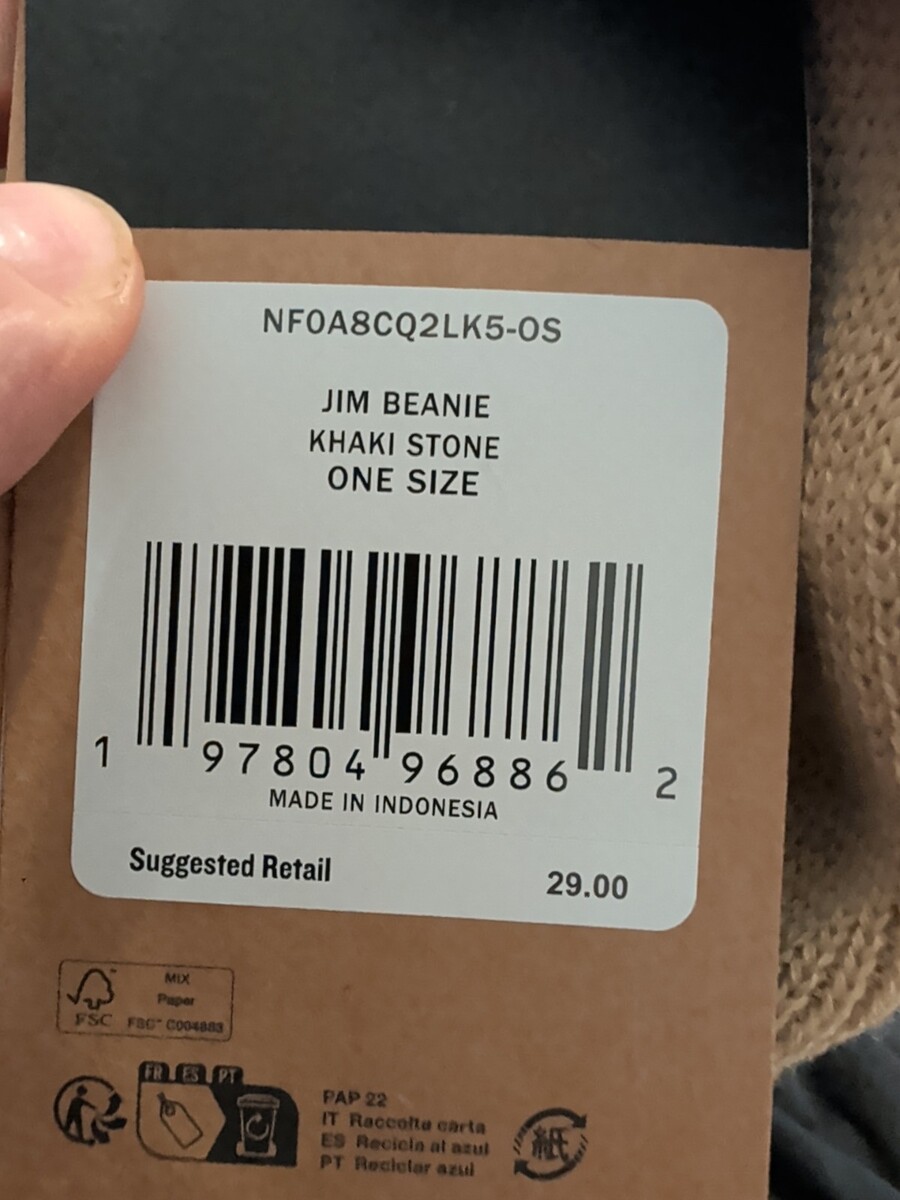 NF0A8CQ2LK5-OS
JIM BEANIE
KHAKI STONE
ONE SIZE
1 97804 96886 2
MADE IN INDONESIA
Suggested Retail 29.00
MIX
Paper
FSC FSC™ C004883
FR ES PT
PAP 22
IT Raccolta carta
ES Recicla al azul
PT Reciclar azul
紙